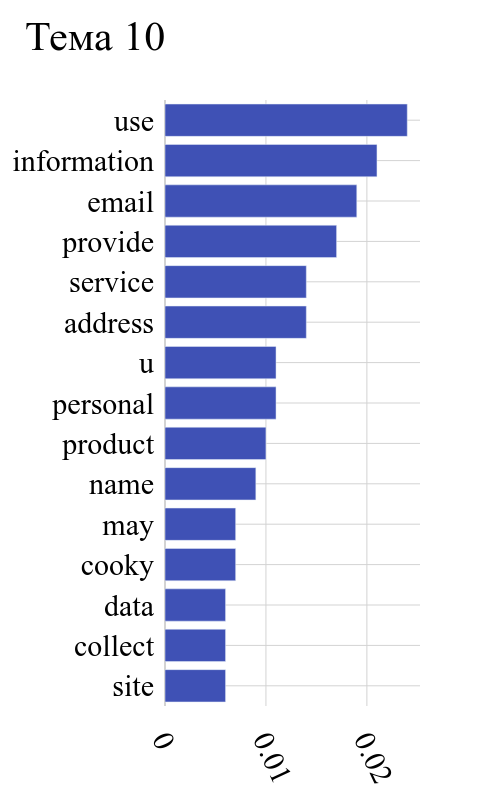 Тема 10
use
information
email
provide
service
address
u
personal
product
name
may
cooky
data
collect
site
0
0.01
0.02